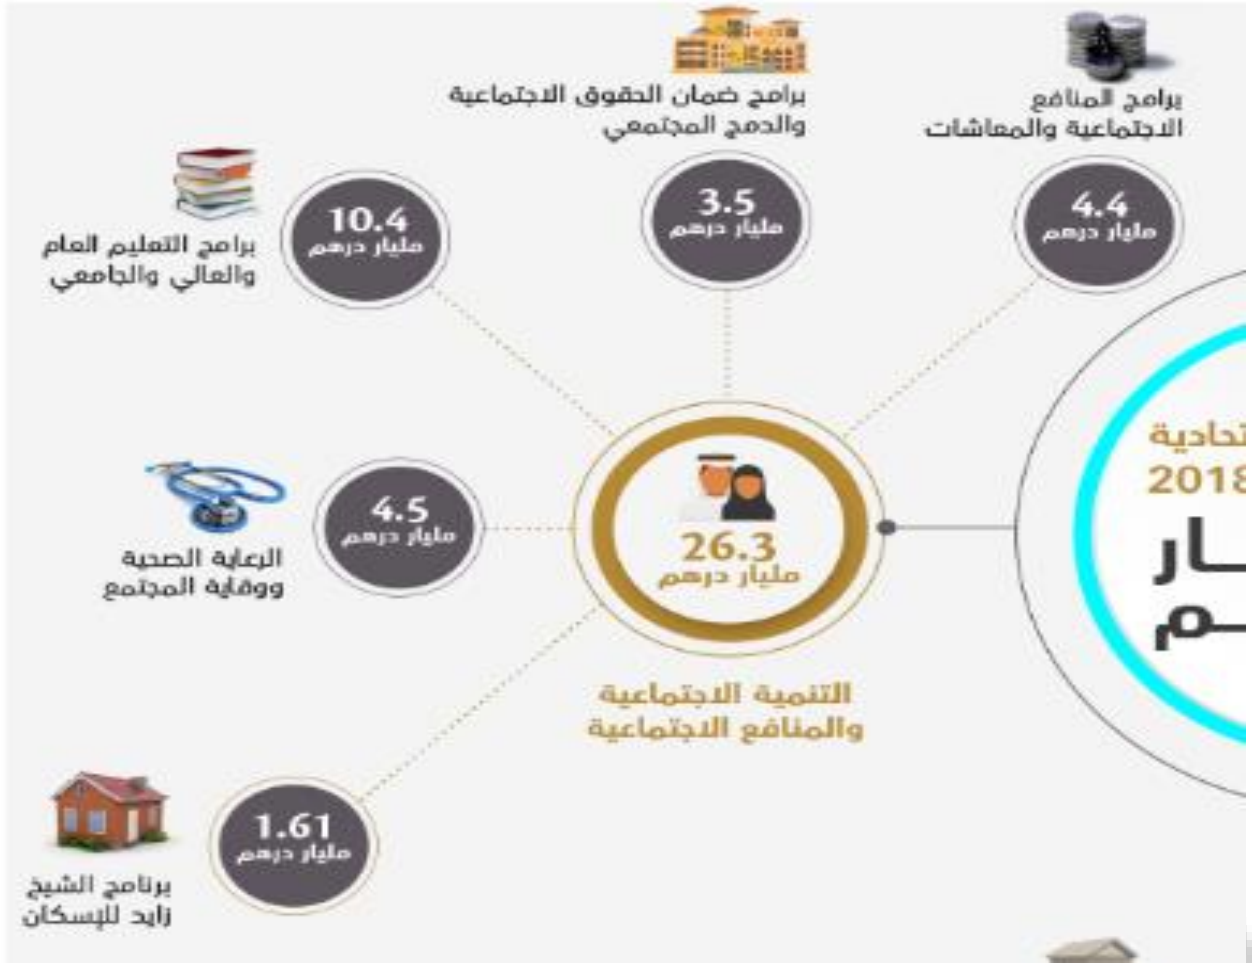 برامج المنافع
الاجتماعية والمعاشات
4.4
مليار درهم
برامج ضمان الحقوق الاجتماعية
والدمج المجتمعي
3.5
مليار درهم
10.4
مليار درهم
برامج التعليم العام
والعالي والجامعي
4.5
مليار درهم
الرعاية الصحية
ووقاية المجتمع
26.3
مليار درهم
التنمية الاجتماعية
والمنافع الاجتماعية
1.61
مليار درهم
برنامج الشيخ
زايد للإسكان
2018